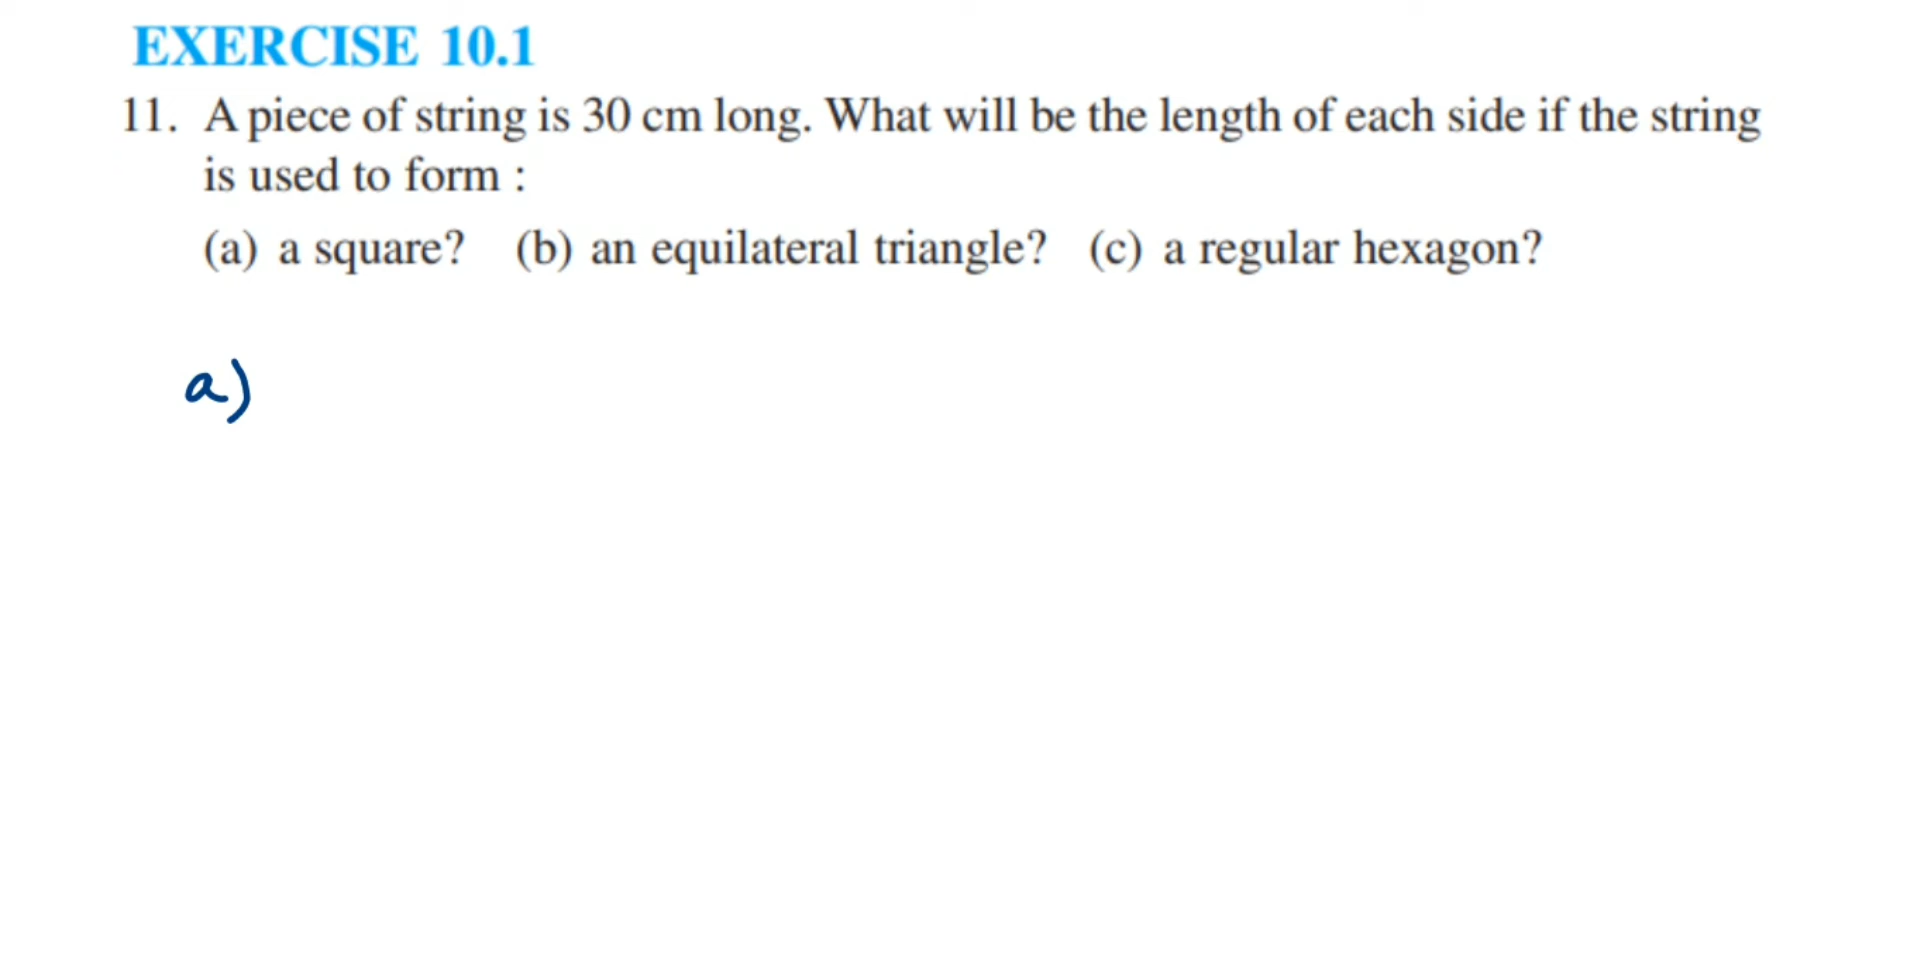 EXERCISE 10.1
11. A piece of string is 30 cm long. What will be the length of each side if the string
is used to form :
(a) a square? (b) an equilateral triangle? (c) a regular hexagon?
a)